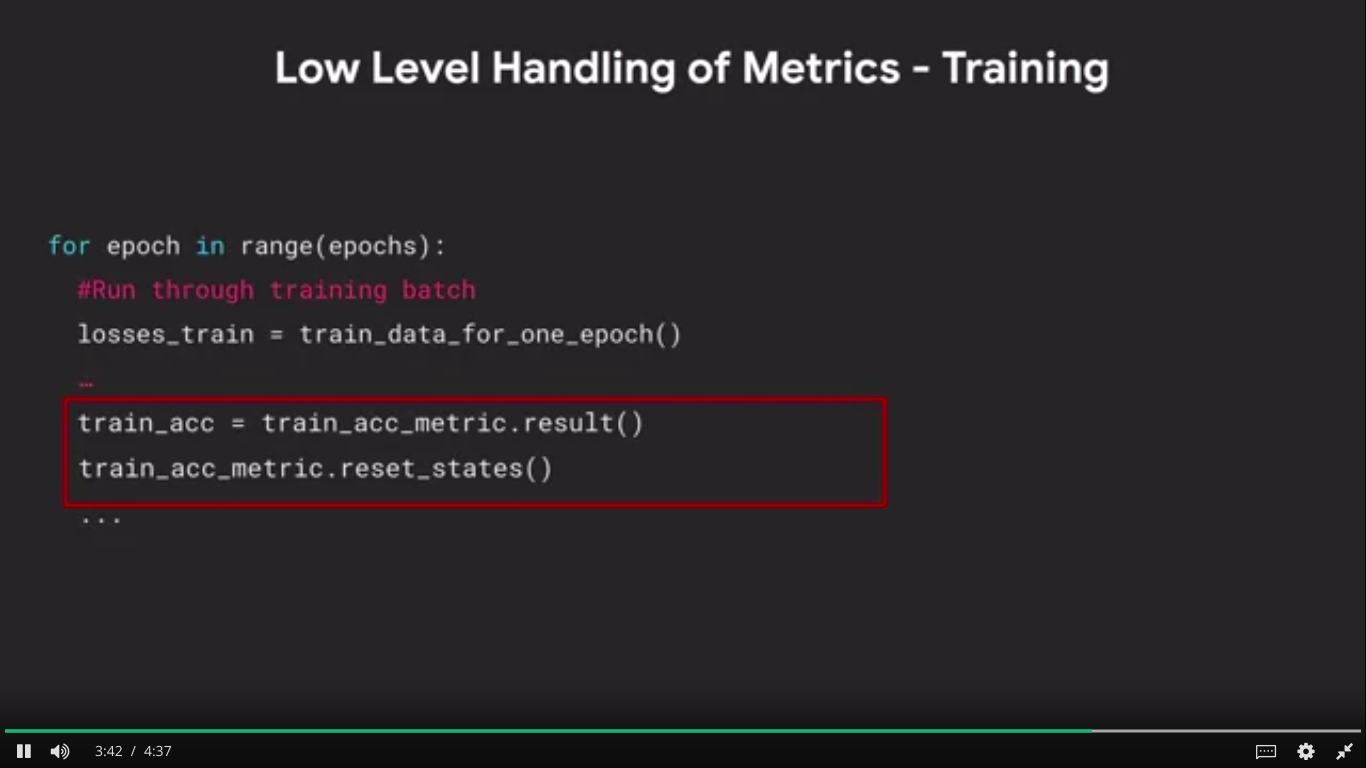 Low Level Handling of Metrics - Training
for epoch in range(epochs):
#Run through training batch
losses_train = train_data_for_one_epoch()
…
train_acc = train_acc_metric.result()
train_acc_metric.reset_states()
...
3:42 / 4:37